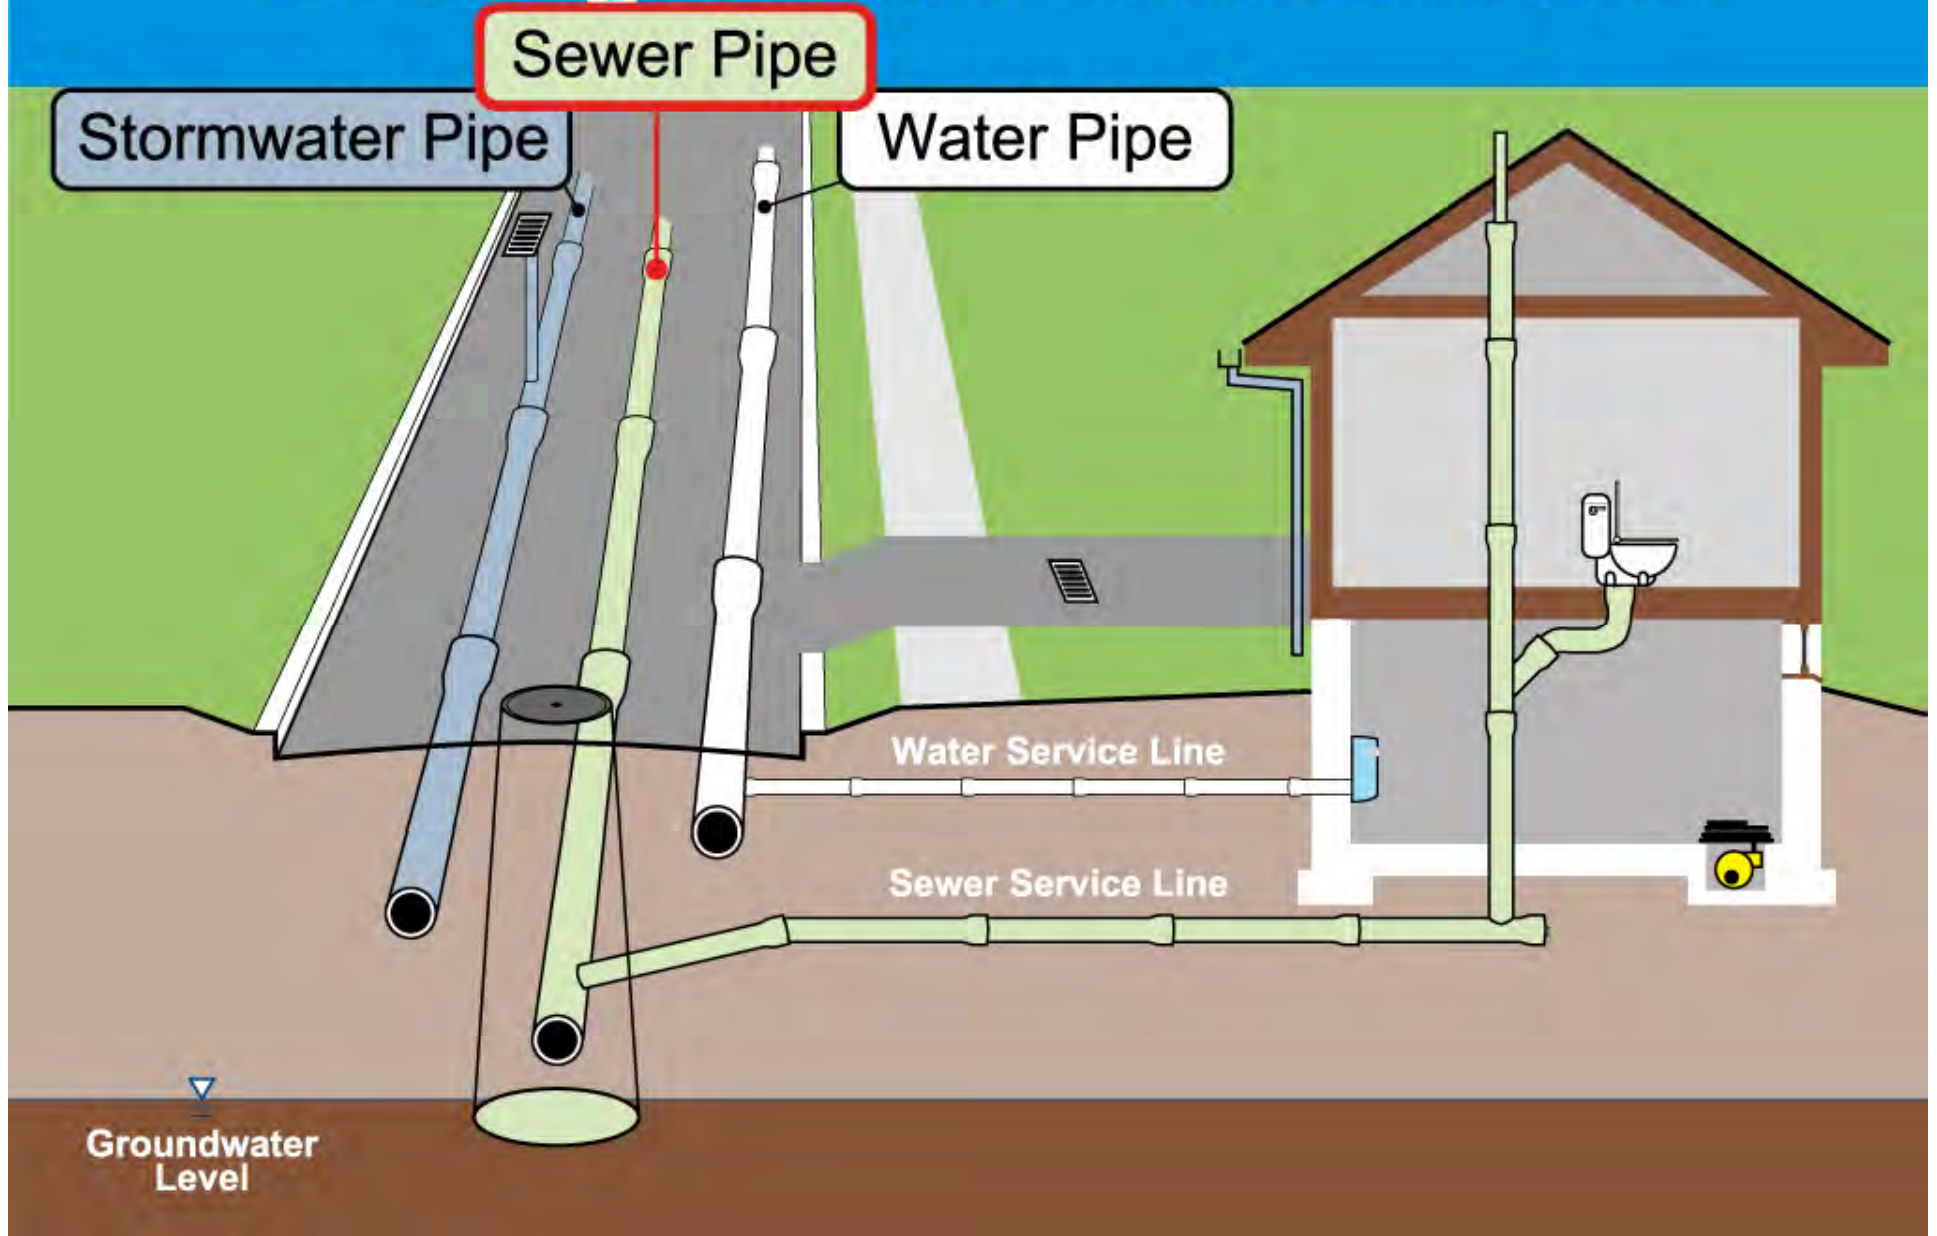 Sewer Pipe
Stormwater Pipe
Water Pipe
Water Service Line
Sewer Service Line
Groundwater
Level